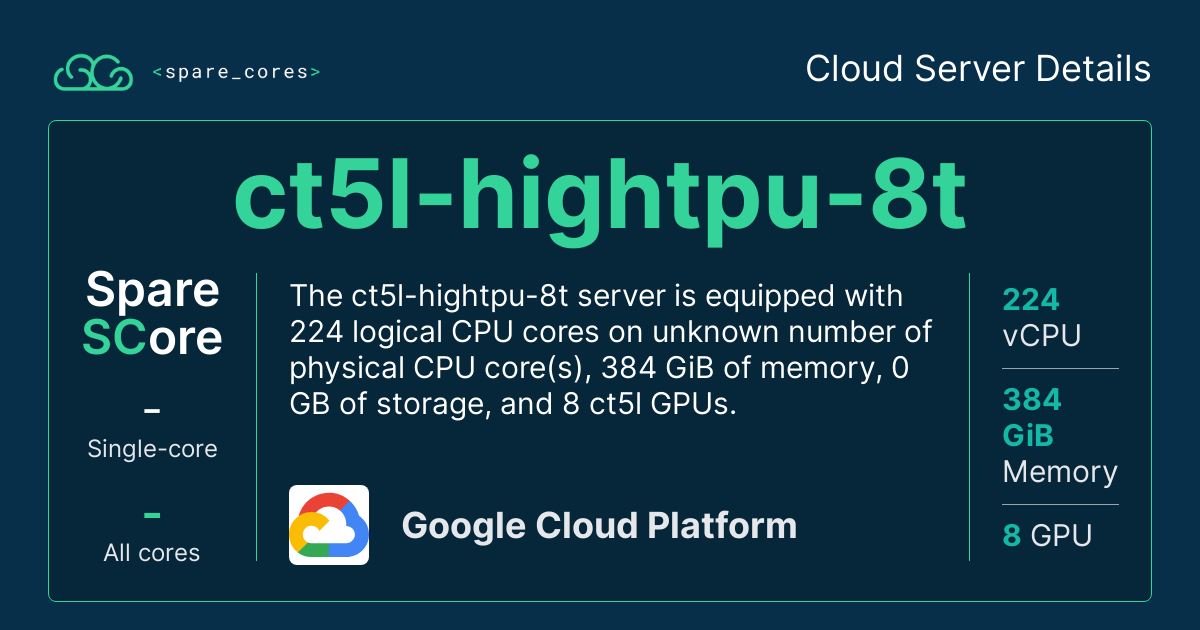 <spare_cores>
Cloud Server Details
ct5l-hightpu-8t
Spare
SCore
–
Single-core
–
All cores
The ct5l-hightpu-8t server is equipped with
224 logical CPU cores on unknown number of
physical CPU core(s), 384 GiB of memory, 0
GB of storage, and 8 ct5l GPUs.
Google Cloud Platform
224
vCPU
384
GiB
Memory
8 GPU